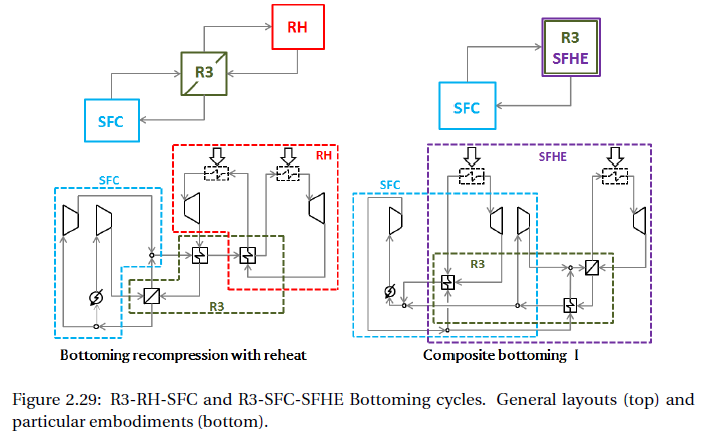 RH
R3
SFC
R3
SFHE
SFC
RH
SFC
R3
SFHE
SFC
R3
Bottoming recompression with reheat
Composite bottoming I
Figure 2.29: R3-RH-SFC and R3-SFC-SFHE Bottoming cycles. General layouts (top) and
particular embodiments (bottom).